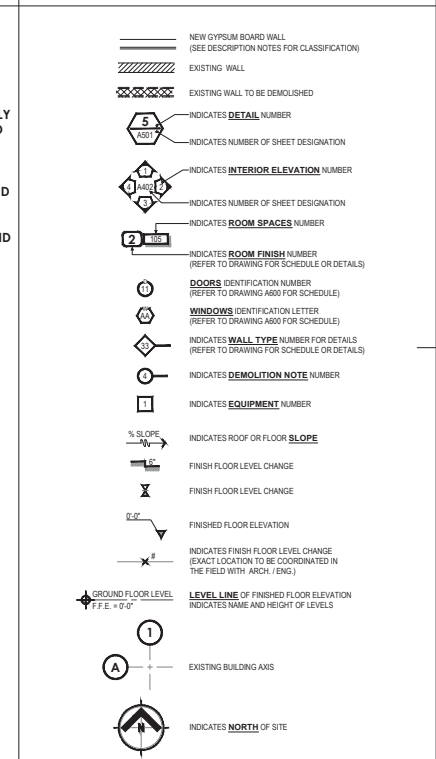 NEW GYPSUM BOARD WALL
(SEE DESCRIPTION NOTES FOR CLASSIFICATION)
EXISTING WALL
EXISTING WALL TO BE DEMOLISHED
LY
5
A501
INDICATES DETAIL NUMBER
INDICATES NUMBER OF SHEET DESIGNATION
1
4 A402 2
3
INDICATES INTERIOR ELEVATION NUMBER
INDICATES NUMBER OF SHEET DESIGNATION
D
ND
2 105
INDICATES ROOM SPACES NUMBER
INDICATES ROOM FINISH NUMBER
(REFER TO DRAWING FOR SCHEDULE OR DETAILS)
11
DOORS IDENTIFICATION NUMBER
(REFER TO DRAWING A600 FOR SCHEDULE)
AA
WINDOWS IDENTIFICATION LETTER
(REFER TO DRAWING A600 FOR SCHEDULE)
33
INDICATES WALL TYPE NUMBER FOR DETAILS
(REFER TO DRAWING FOR SCHEDULE OR DETAILS)
4
INDICATES DEMOLITION NOTE NUMBER
1
INDICATES EQUIPMENT NUMBER
% SLOPE
INDICATES ROOF OR FLOOR SLOPE
6"
FINISH FLOOR LEVEL CHANGE
FINISH FLOOR LEVEL CHANGE
0'-0"
FINISHED FLOOR ELEVATION
#
INDICATES FINISH FLOOR LEVEL CHANGE
(EXACT LOCATION TO BE COORDINATED IN
THE FIELD WITH ARCH. / ENG.)
GROUND FLOOR LEVEL
F.F.E. = 0'-0"
LEVEL LINE OF FINISHED FLOOR ELEVATION
INDICATES NAME AND HEIGHT OF LEVELS
1
A
EXISTING BUILDING AXIS
N
INDICATES NORTH OF SITE